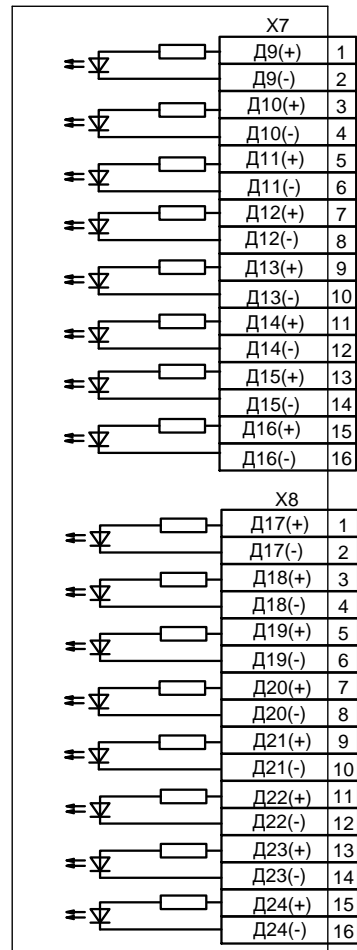 X7
Д9(+) 1
Д9(-) 2
Д10(+) 3
Д10(-) 4
Д11(+) 5
Д11(-) 6
Д12(+) 7
Д12(-) 8
Д13(+) 9
Д13(-) 10
Д14(+) 11
Д14(-) 12
Д15(+) 13
Д15(-) 14
Д16(+) 15
Д16(-) 16
X8
Д17(+) 1
Д17(-) 2
Д18(+) 3
Д18(-) 4
Д19(+) 5
Д19(-) 6
Д20(+) 7
Д20(-) 8
Д21(+) 9
Д21(-) 10
Д22(+) 11
Д22(-) 12
Д23(+) 13
Д23(-) 14
Д24(+) 15
Д24(-) 16